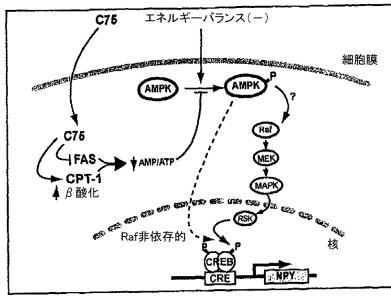 C75
エネルギーバランス(－)
細胞膜
AMPK
AMPK
P
?
C75
FAS
CPT-1
β酸化
AMP/ATP
Raf
MEK
MAPK
RSK
Raf非依存的
核
P
P
CREB
CRE
NPY